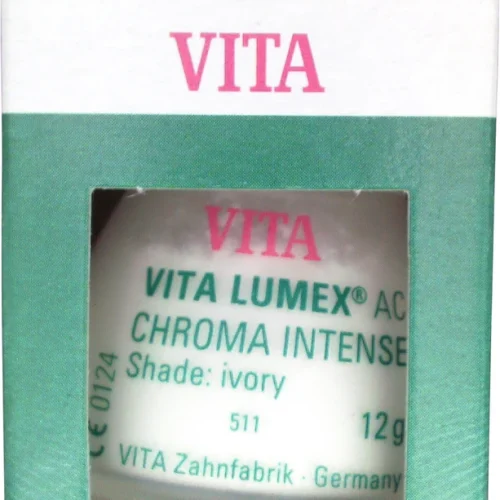 VITA
VITA
VITA LUMEX® AC
CHROMA INTENSE
Shade: ivory
511 12g
VITA Zahnfabrik · Germany
CE 0124